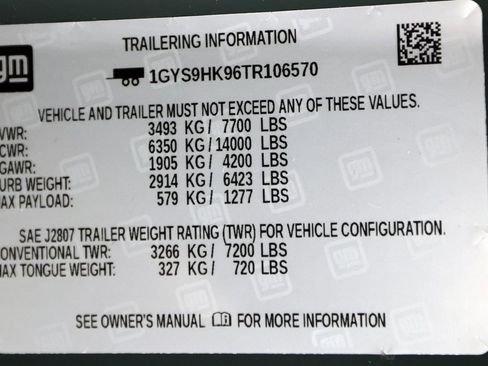 TRAILERING INFORMATION
gm
1GYS9HK96TR106570
VEHICLE AND TRAILER MUST NOT EXCEED ANY OF THESE VALUES.
VWR: 3493 KG / 7700 LBS
CWR: 6350 KG / 14000 LBS
GAWR: 1905 KG / 4200 LBS
URB WEIGHT: 2914 KG / 6423 LBS
AX PAYLOAD: 579 KG / 1277 LBS
SAE J2807 TRAILER WEIGHT RATING (TWR) FOR VEHICLE CONFIGURATION.
ONVENTIONAL TWR: 3266 KG / 7200 LBS
AX TONGUE WEIGHT: 327 KG / 720 LBS
SEE OWNER'S MANUAL FOR MORE INFORMATION